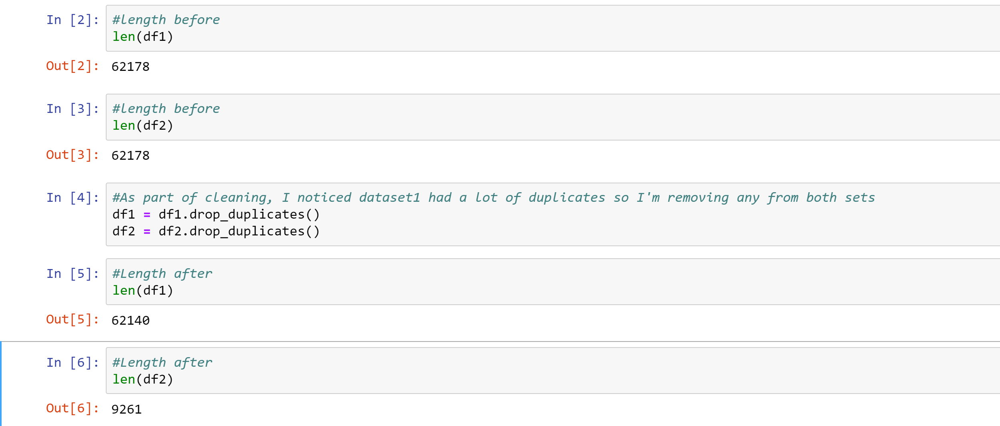 In [2]: #length before
len(df1)
Out[2]: 62178
In [3]: #length before
len(df2)
Out[3]: 62178
In [4]: #As part of cleaning, I noticed dataset1 had a lot of duplicates so I'm removing any from both sets
df1 = df1.drop_duplicates()
df2 = df2.drop_duplicates()
In [5]: #Length after
len(df1)
Out[5]: 62140
In [6]: #Length after
len(df2)
Out[6]: 9261